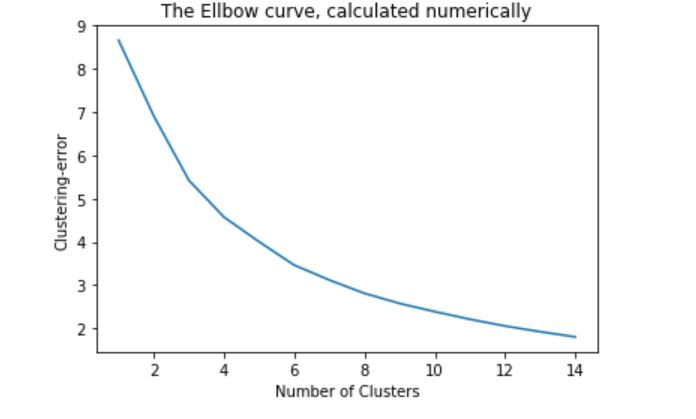 The Ellbow curve, calculated numerically
9
8
7
6
5
4
3
2
Clustering-error
2 4 6 8 10 12 14
Number of Clusters